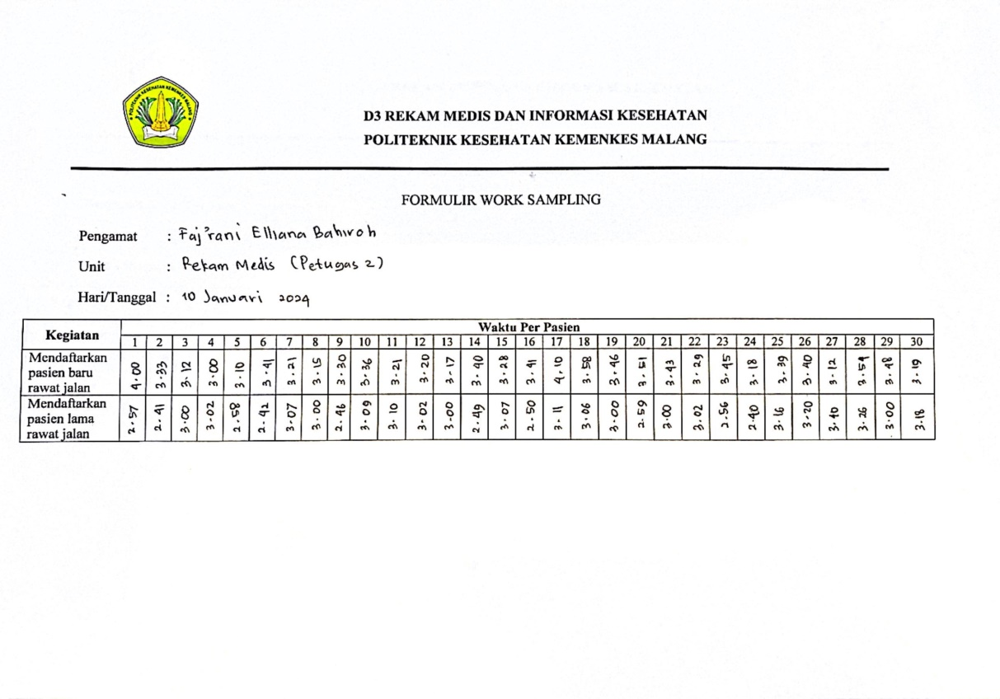 POLITEKNIK KESEHATAN KEMENKES MALANG
D3 REKAM MEDIS DAN INFORMASI KESEHATAN
POLITEKNIK KESEHATAN KEMENKES MALANG
FORMULIR WORK SAMPLING
Pengamat : Faj'rani Elliana Bahiroh
Unit : Rekam Medis (Petugas 2)
Hari/Tanggal : 10 Januari 2024
Kegiatan Waktu Per Pasien
1 2 3 4 5 6 7 8 9 10 11 12 13 14 15 16 17 18 19 20 21 22 23 24 25 26 27 28 29 30
Mendaftarkan pasien baru rawat jalan 4.00 3.33 3.12 3.00 3.10 3.41 3.21 3.15 3.30 3.36 3.21 3.20 3.17 3.40 3.28 3.41 4.10 3.58 3.46 3.51 3.43 3.29 3.45 3.18 3.39 3.40 3.12 3.54 3.48 3.19
Mendaftarkan pasien lama rawat jalan 2.57 2.41 3.00 3.02 2.58 2.42 3.07 3.00 2.46 3.09 3.10 3.02 3.00 2.49 3.07 2.50 3.11 3.06 3.00 2.59 3.00 3.02 2.56 2.40 3.16 3.20 3.10 3.26 3.00 3.18